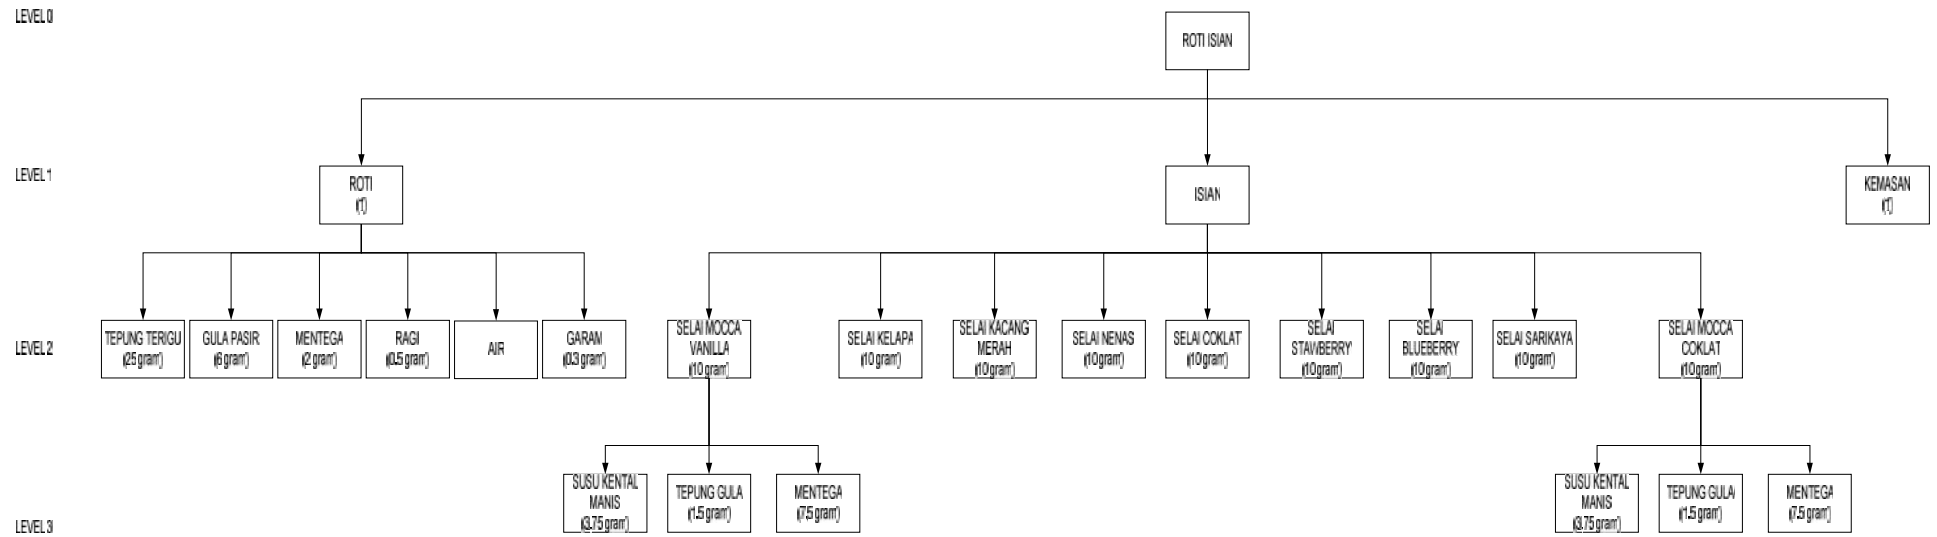 LEVEL 0
ROTI ISIAN
LEVEL 1
ROTI
(1)
ISIAN
KEMASAN
(1)
LEVEL 2
TEPUNG TERIGU
(25 gram)
GULA PASIR
(6 gram)
MENTEGA
(2 gram)
RAGI
(0.5 gram)
AIR
GARAM
(0.3 gram)
SELAI MOCCA
VANILLA
(10 gram)
SELAI KELAPA
(10 gram)
SELAI KACANG
MERAH
(10 gram)
SELAI NENAS
(10 gram)
SELAI COKLAT
(10 gram)
SELAI
STAWBERRY
(10 gram)
SELAI
BLUEBERRY
(10 gram)
SELAI SARIKAYA
(10 gram)
SELAI MOCCA
COKLAT
(10 gram)
LEVEL 3
SUSU KENTAL
MANIS
(3.75 gram)
TEPUNG GULA
(1.5 gram)
MENTEGA
(7.5 gram)
SUSU KENTAL
MANIS
(3.75 gram)
TEPUNG GULA
(1.5 gram)
MENTEGA
(7.5 gram)